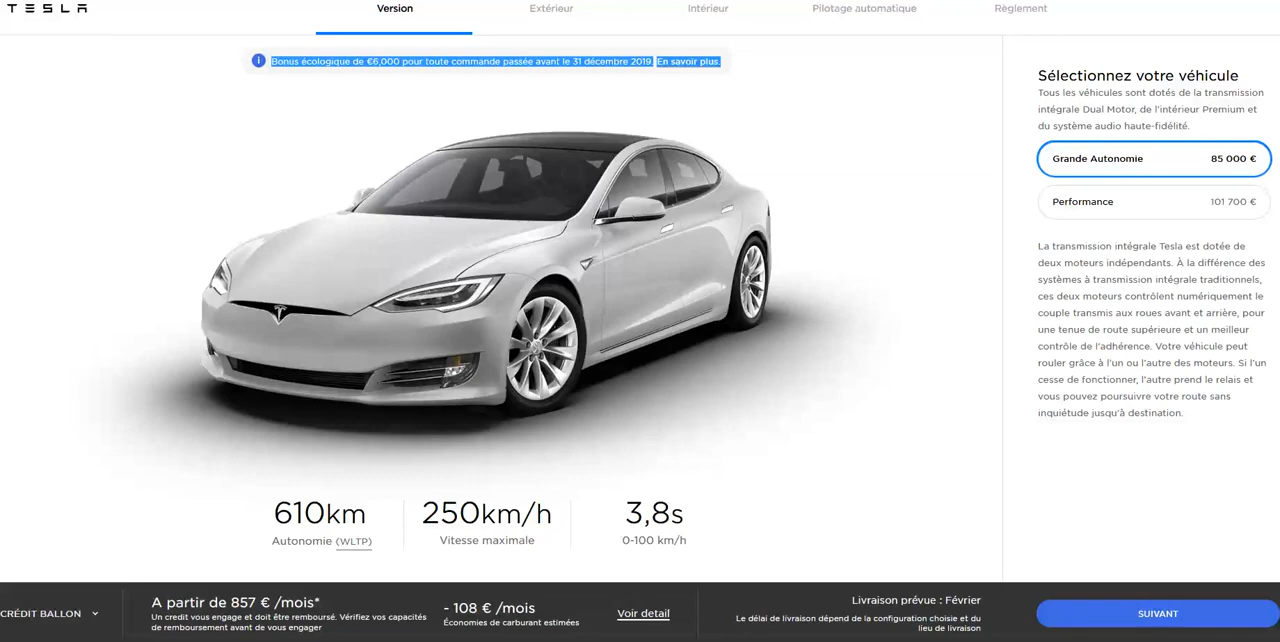 TESLA
Version
Extérieur
Intérieur
Pilotage automatique
Règlement
Bonus écologique de €6,000 pour toute commande passée avant le 31 décembre 2019. En savoir plus.
Sélectionnez votre véhicule
Tous les véhicules sont dotés de la transmission
intégrale Dual Motor, de l'intérieur Premium et
du système audio haute-fidélité.
Grande Autonomie 85 000 €
Performance 101 700 €
La transmission intégrale Tesla est dotée de
deux moteurs indépendants. À la différence des
systèmes à transmission intégrale traditionnels,
ces deux moteurs contrôlent numériquement le
couple transmis aux roues avant et arrière, pour
une tenue de route supérieure et un meilleur
contrôle de l'adhérence. Votre véhicule peut
rouler grâce à l'un ou l'autre des moteurs. Si l'un
cesse de fonctionner, l'autre prend le relais et
vous pouvez poursuivre votre route sans
inquiétude jusqu'à destination.
610km
Autonomie (WLTP)
250km/h
Vitesse maximale
3,8s
0-100 km/h
CRÉDIT BALLON
A partir de 857 € /mois*
Un credit vous engage et doit être remboursé. Vérifiez vos capacités
de remboursement avant de vous engager
- 108 € /mois
Économies de carburant estimées
Voir detail
Livraison prévue : Février
Le délai de livraison dépend de la configuration choisie et du
lieu de livraison
SUIVANT